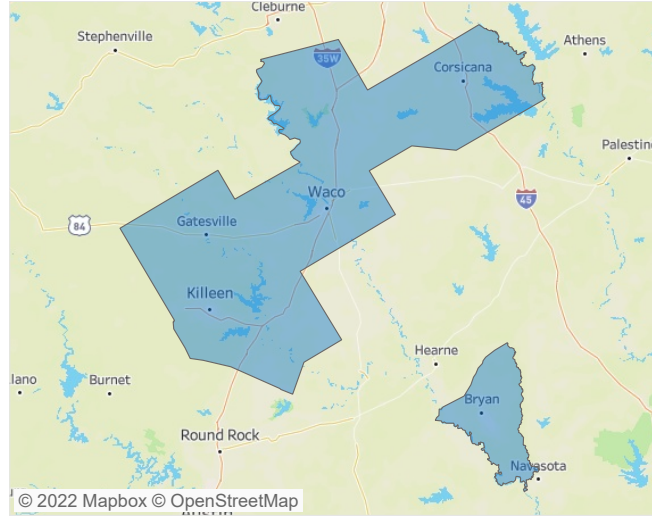 Cleburne
Stephenville
Athens
35W
Corsicana
Palestine
Waco
45
84
Gatesville
Killeen
Hearne
Burnet
Bryan
Round Rock
Navasota
© 2022 Mapbox © OpenStreetMap